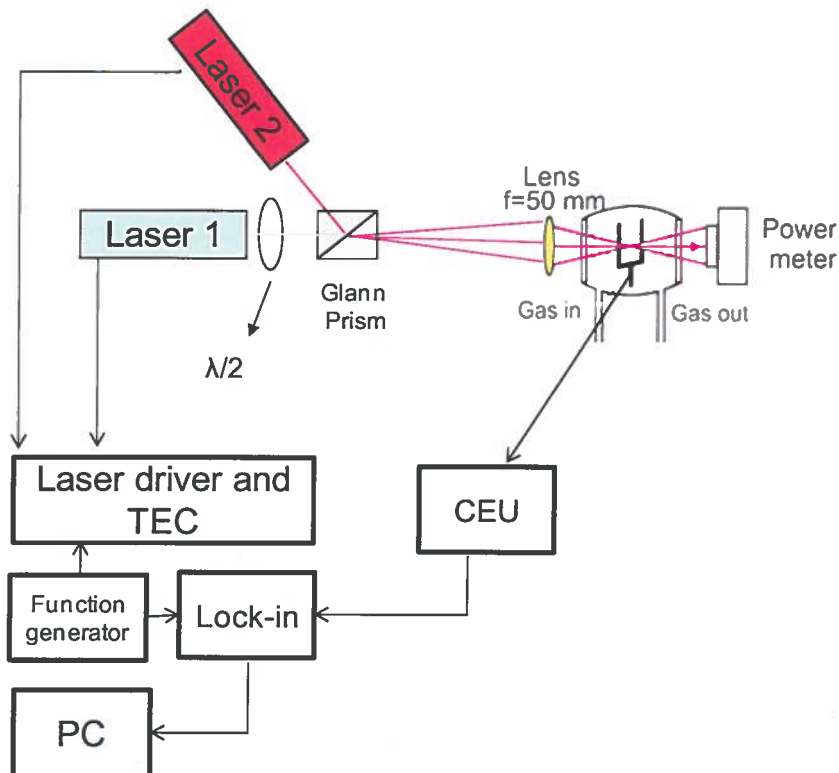 Laser 2
Laser 1
λ/2
Glann
Prism
Lens
f=50 mm
Power
meter
Gas in
Gas out
Laser driver and
TEC
CEU
Function
generator
Lock-in
PC